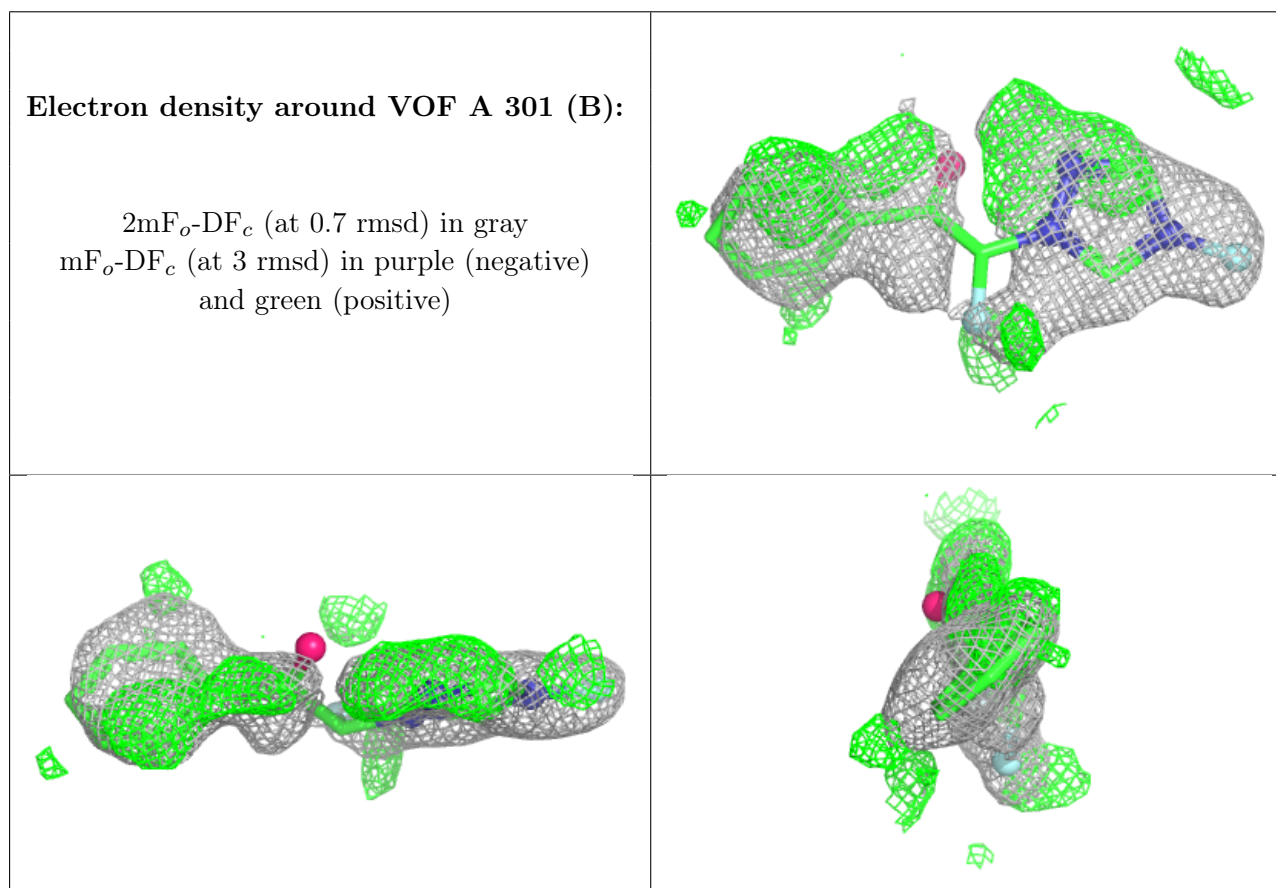 Electron density around VOF A 301 (B):
2mFₒ-DF𝒸 (at 0.7 rmsd) in gray
mFₒ-DF𝒸 (at 3 rmsd) in purple (negative)
and green (positive)